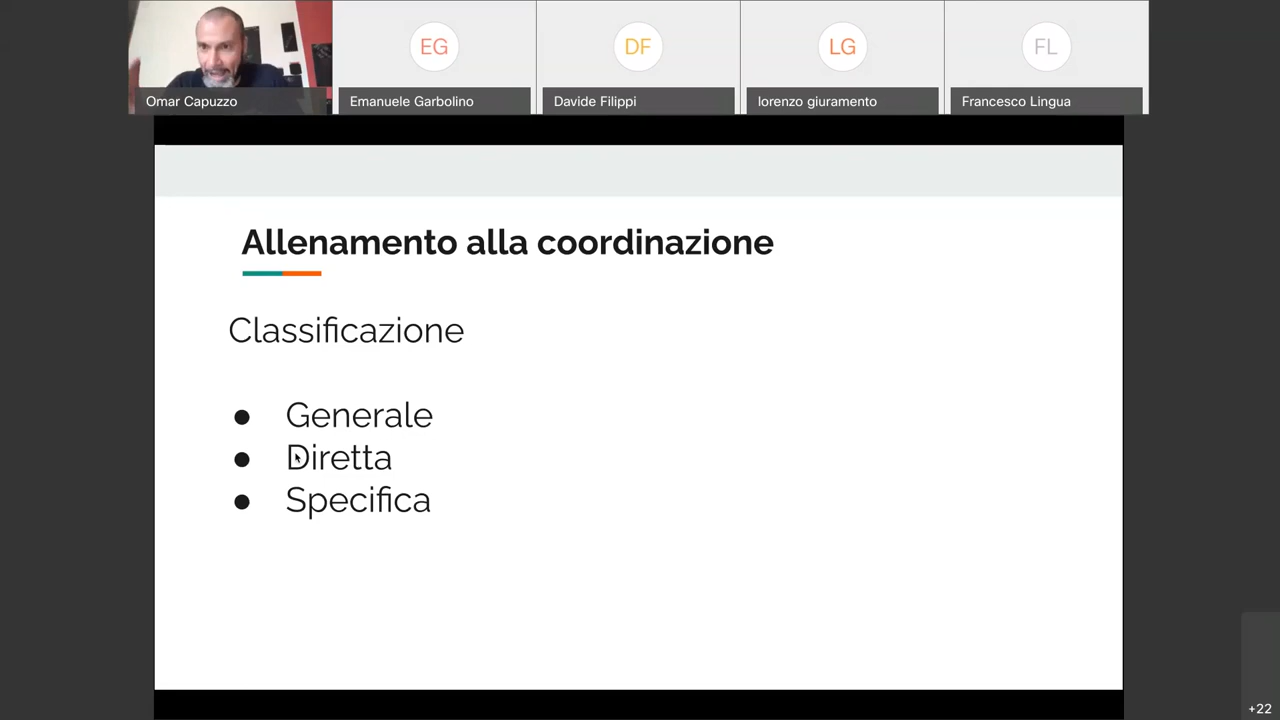 EG
DF
LG
FL
Omar Capuzzo
Emanuele Garbolino
Davide Filippi
lorenzo giuramento
Francesco Lingua
Allenamento alla coordinazione
Classificazione
● Generale
● Diretta
● Specifica
+22